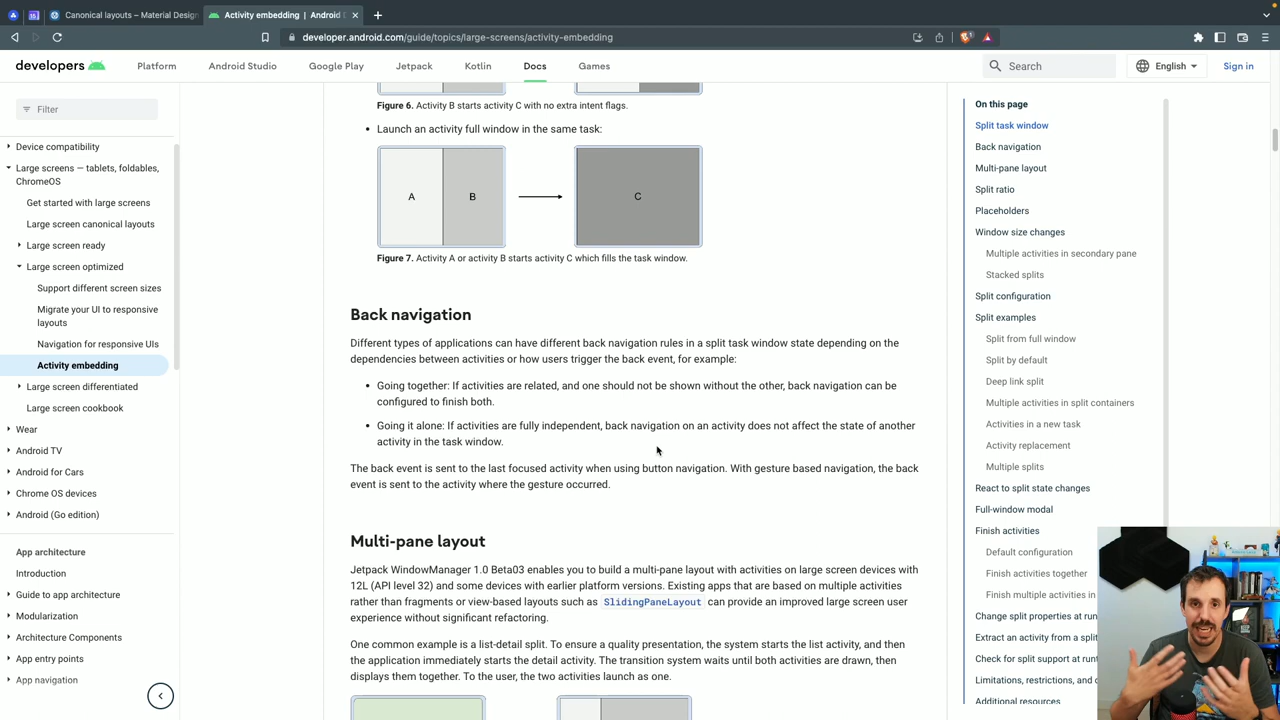 Canonical layouts – Material Design
Activity embedding | Android D
developer.android.com/guide/topics/large-screens/activity-embedding
developers
Platform
Android Studio
Google Play
Jetpack
Kotlin
Docs
Games
Search
English
Sign in
Filter
Device compatibility
Large screens — tablets, foldables,
ChromeOS
Get started with large screens
Large screen canonical layouts
Large screen ready
Large screen optimized
Support different screen sizes
Migrate your UI to responsive
layouts
Navigation for responsive UIs
Activity embedding
Large screen differentiated
Large screen cookbook
Wear
Android TV
Android for Cars
Chrome OS devices
Android (Go edition)
App architecture
Introduction
Guide to app architecture
Modularization
Architecture Components
App entry points
App navigation
Figure 6. Activity B starts activity C with no extra intent flags.
• Launch an activity full window in the same task:
A B C
Figure 7. Activity A or activity B starts activity C which fills the task window.
Back navigation
Different types of applications can have different back navigation rules in a split task window state depending on the
dependencies between activities or how users trigger the back event, for example:
• Going together: If activities are related, and one should not be shown without the other, back navigation can be
configured to finish both.
• Going it alone: If activities are fully independent, back navigation on an activity does not affect the state of another
activity in the task window.
The back event is sent to the last focused activity when using button navigation. With gesture based navigation, the back
event is sent to the activity where the gesture occurred.
Multi-pane layout
Jetpack WindowManager 1.0 Beta03 enables you to build a multi-pane layout with activities on large screen devices with
12L (API level 32) and some devices with earlier platform versions. Existing apps that are based on multiple activities
rather than fragments or view-based layouts such as SlidingPaneLayout can provide an improved large screen user
experience without significant refactoring.
One common example is a list-detail split. To ensure a quality presentation, the system starts the list activity, and then
the application immediately starts the detail activity. The transition system waits until both activities are drawn, then
displays them together. To the user, the two activities launch as one.
On this page
Split task window
Back navigation
Multi-pane layout
Split ratio
Placeholders
Window size changes
Multiple activities in secondary pane
Stacked splits
Split configuration
Split examples
Split from full window
Split by default
Deep link split
Multiple activities in split containers
Activities in a new task
Activity replacement
Multiple splits
React to split state changes
Full-window modal
Finish activities
Default configuration
Finish activities together
Finish multiple activities in
Change split properties at run
Extract an activity from a split
Check for split support at runt
Limitations, restrictions, and c
Additional resources